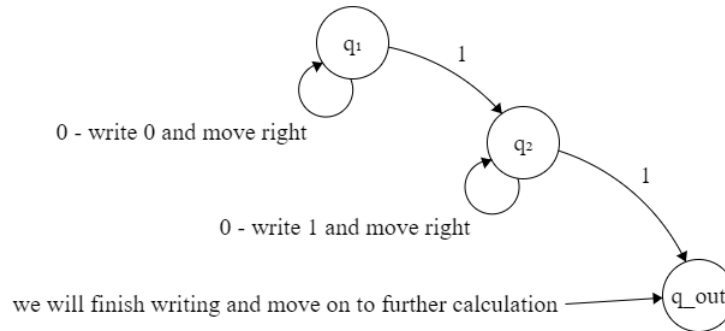 q₁
1
0 - write 0 and move right
q₂
1
0 - write 1 and move right
q_out
we will finish writing and move on to further calculation